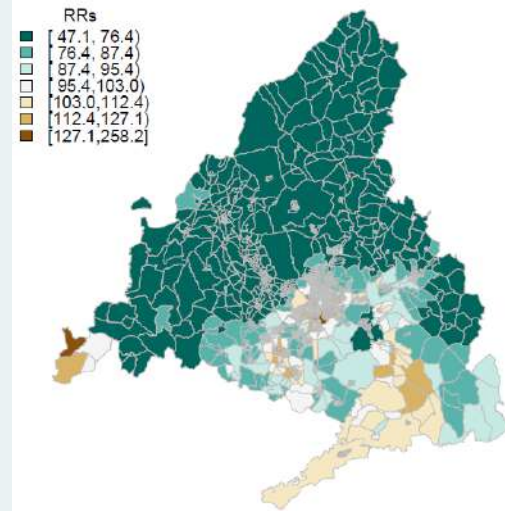 RRs
[ 47.1, 76.4)
[ 76.4, 87.4)
[ 87.4, 95.4)
[ 95.4,103.0)
[103.0,112.4)
[112.4,127.1)
[127.1,258.2]